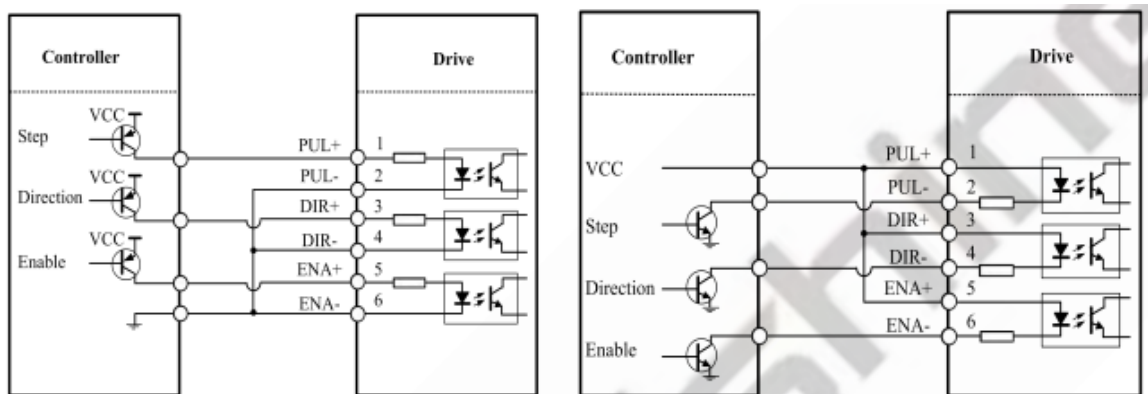 Controller
Drive
VCC
Step
PUL+ 1
VCC
PUL- 2
Direction
DIR+ 3
VCC
DIR- 4
Enable
ENA+ 5
ENA- 6
Controller
Drive
VCC
PUL+ 1
PUL- 2
Step
DIR+ 3
DIR- 4
Direction
ENA+ 5
ENA- 6
Enable